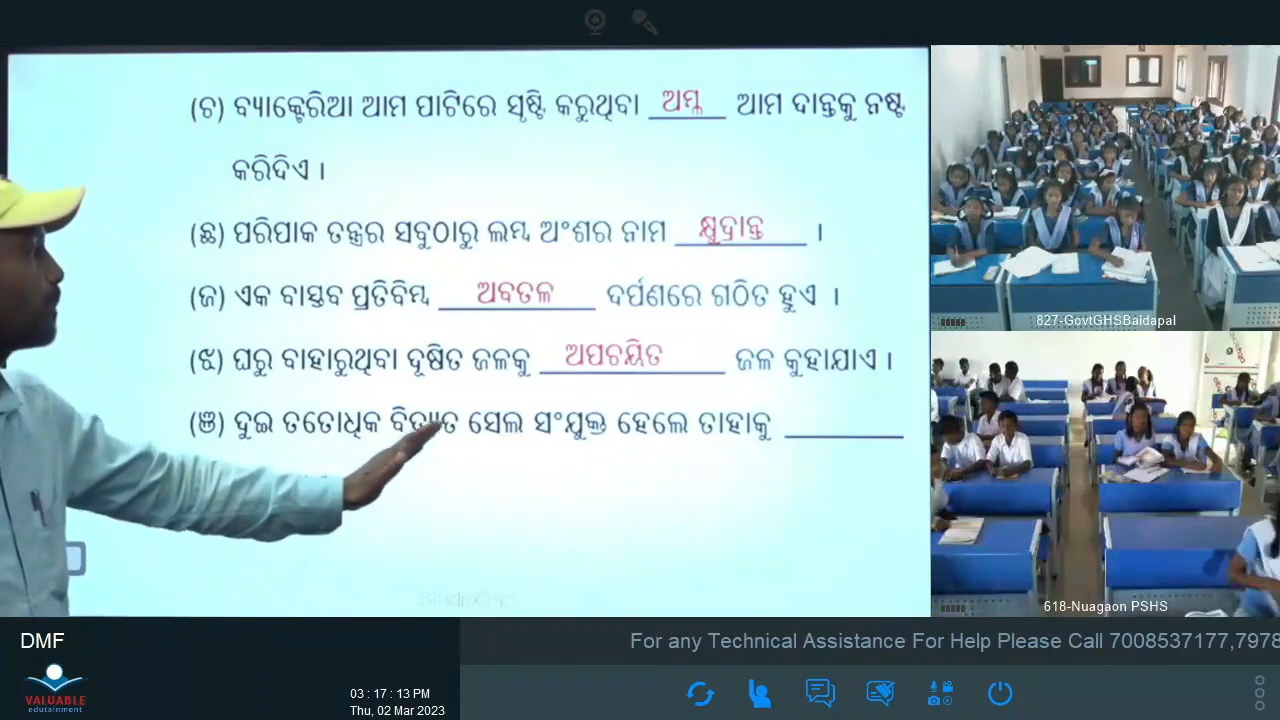 (ଚ) ବ୍ୟାକ୍ଟେରିଆ ଆମ ପାଟିରେ ସୃଷ୍ଟି କରୁଥିବା ଅମ୍ଳ ଆମ ଦାନ୍ତକୁ ନଷ୍ଟ
କରିଦିଏ ।
(ଛ) ପରିପାକ ତନ୍ତ୍ରର ସବୁଠାରୁ ଲମ୍ବ ଅଂଶର ନାମ କ୍ଷୁଦ୍ରାନ୍ତ ।
(ଜ) ଏକ ବାସ୍ତବ ପ୍ରତିବିମ୍ବ ଅବତଳ ଦର୍ପଣରେ ଗଠିତ ହୁଏ ।
(ଝ) ଘରୁ ବାହାରୁଥିବା ଦୂଷିତ ଜଳକୁ ଅପଚୟିତ ଜଳ କୁହାଯାଏ ।
(ଞ) ଦୁଇ ତତୋଧିକ ସେଲ ସଂଯୁକ୍ତ ହେଲେ ତାହାକୁ ________
827-GovtGHSBaidapal
618-Nuagaon PSHS
DMF
For any Technical Assistance For Help Please Call 7008537177,7978
VALUABLE
edutainment
03 : 17 : 13 PM
Thu, 02 Mar 2023